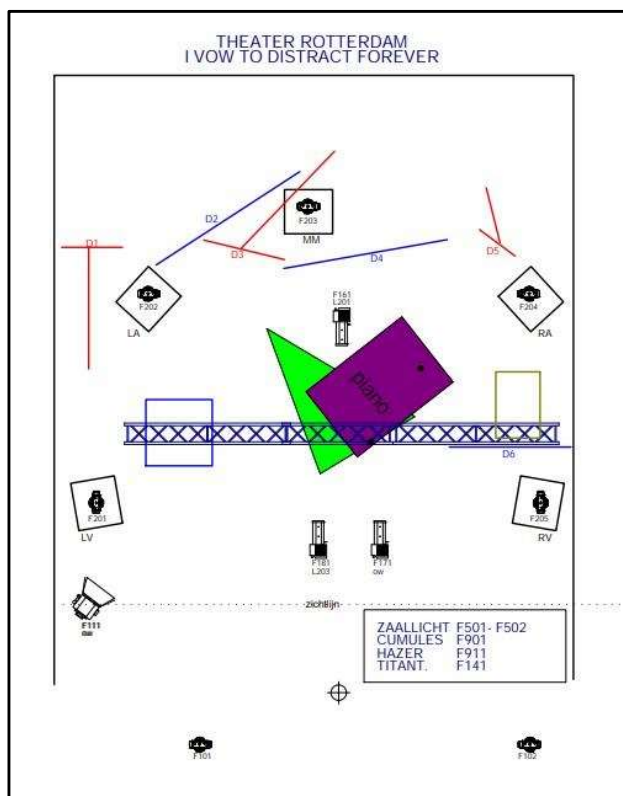 THEATER ROTTERDAM
I VOW TO DISTRACT FOREVER
D2
F203
MM
D1
D3
D4
D5
F202
LA
F161
L201
F204
RA
piano
D6
F201
LV
F205
RV
F181
L203
F171
ow
zichtlijn
F111
ow
ZAALLICHT F501- F502
CUMULES F901
HAZER F911
TITANT. F141
F101
F102